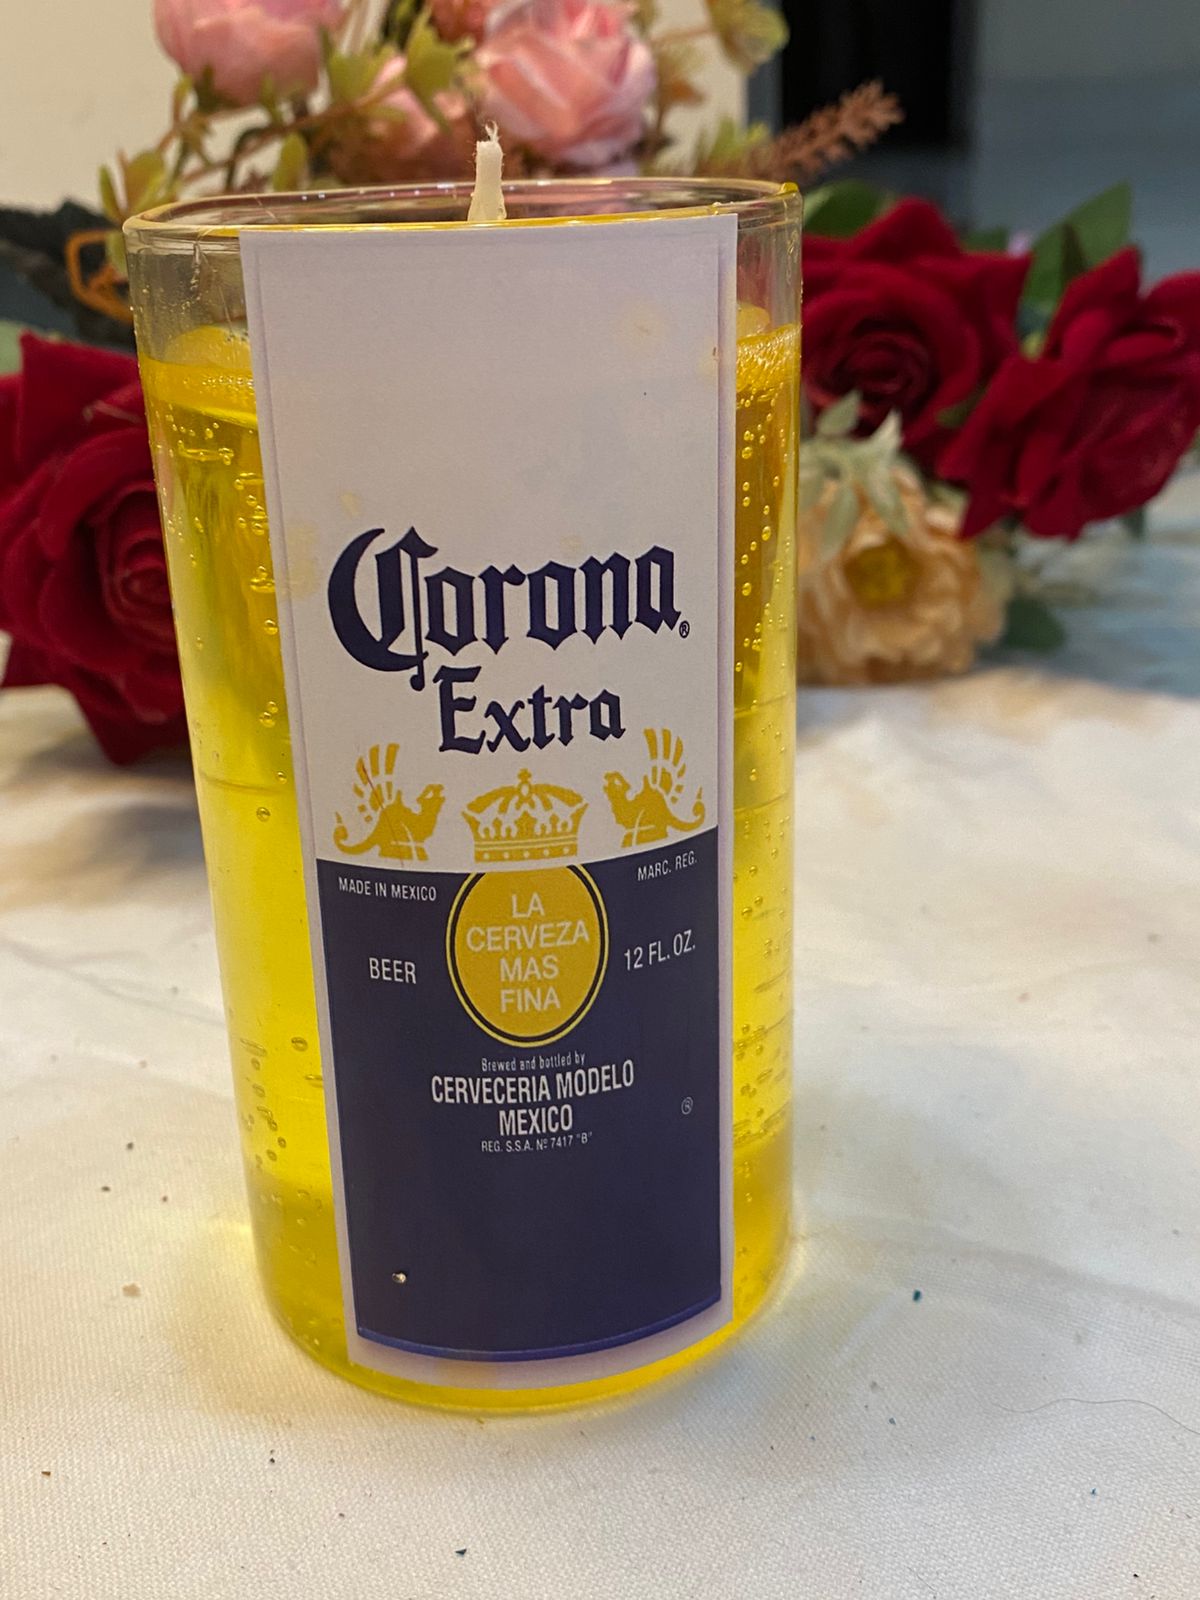 Corona®
Extra
MADE IN MEXICO
MARC. REG.
LA
CERVEZA
MAS
FINA
BEER
12 FL. OZ.
Brewed and bottled by
CERVECERIA MODELO
MEXICO
REG. S.S.A. Nº 7417 "B"
®